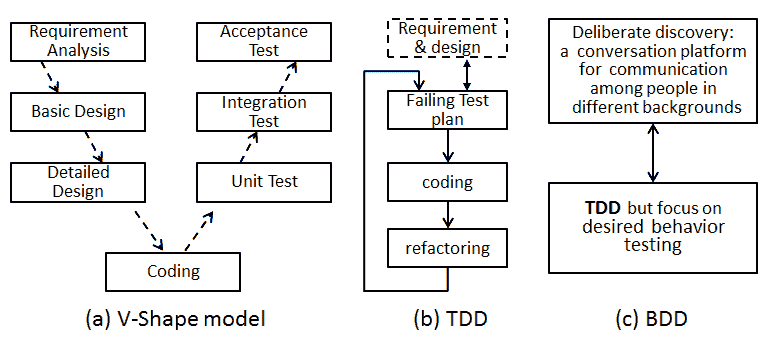 Requirement
Analysis
Basic Design
Detailed
Design
Coding
Unit Test
Integration
Test
Acceptance
Test
(a) V-Shape model
Requirement
& design
Failing Test
plan
coding
refactoring
(b) TDD
Deliberate discovery:
a conversation platform
for communication
among people in
different backgrounds
TDD but focus on
desired behavior
testing
(c) BDD